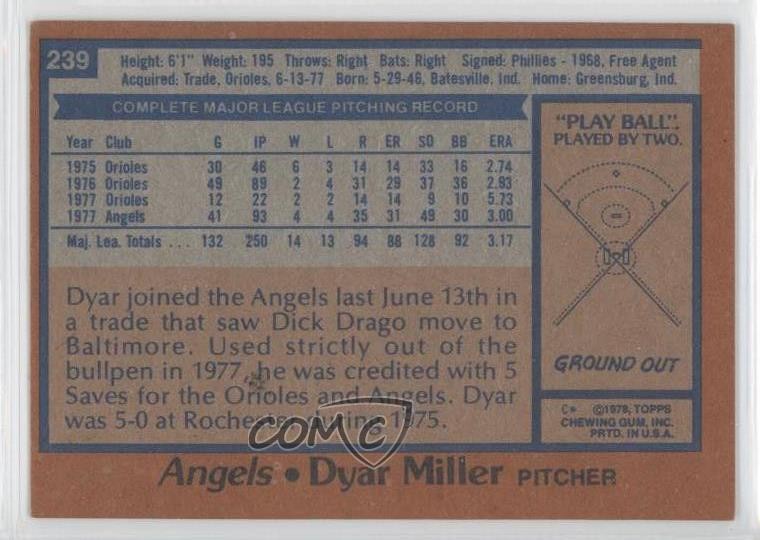 239
Height: 6'1" Weight: 195 Throws: Right Bats: Right Signed: Phillies - 1968, Free Agent
Acquired: Trade, Orioles, 6-13-77 Born: 5-29-46, Batesville, Ind. Home: Greensburg, Ind.
COMPLETE MAJOR LEAGUE PITCHING RECORD
Year Club G IP W L R ER SO BB ERA
1975 Orioles 30 46 6 3 14 14 33 16 2.74
1976 Orioles 49 89 2 4 31 29 37 36 2.93
1977 Orioles 12 22 2 2 14 14 9 10 5.73
1977 Angels 41 93 4 4 35 31 49 30 3.00
Maj. Lea. Totals . . . 132 250 14 13 94 88 128 92 3.17
Dyar joined the Angels last June 13th in
a trade that saw Dick Drago move to
Baltimore. Used strictly out of the
bullpen in 1977, he was credited with 5
Saves for the Orioles and Angels. Dyar
was 5-0 at Rochester during 1975.
"PLAY BALL".
PLAYED BY TWO.
GROUND OUT
C* ©1978, TOPPS
CHEWING GUM, INC.
PRTD. IN U.S.A.
COMC
Angels • Dyar Miller PITCHER